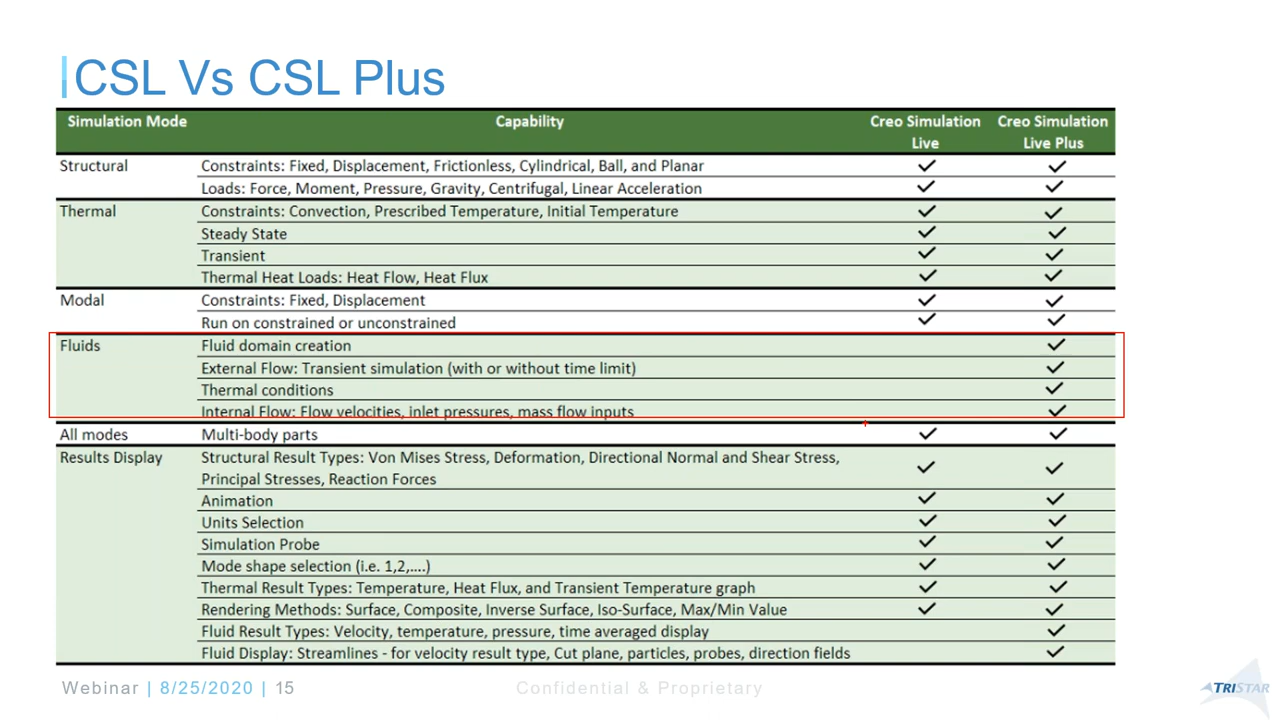 CSL Vs CSL Plus
Simulation Mode Capability Creo Simulation Live Creo Simulation Live Plus
Structural Constraints: Fixed, Displacement, Frictionless, Cylindrical, Ball, and Planar ✓ ✓
Loads: Force, Moment, Pressure, Gravity, Centrifugal, Linear Acceleration ✓ ✓
Thermal Constraints: Convection, Prescribed Temperature, Initial Temperature ✓ ✓
Steady State ✓ ✓
Transient ✓ ✓
Thermal Heat Loads: Heat Flow, Heat Flux ✓ ✓
Modal Constraints: Fixed, Displacement ✓ ✓
Run on constrained or unconstrained ✓ ✓
Fluids Fluid domain creation ✓
External Flow: Transient simulation (with or without time limit) ✓
Thermal conditions ✓
Internal Flow: Flow velocities, inlet pressures, mass flow inputs ✓
All modes Multi-body parts ✓ ✓
Results Display Structural Result Types: Von Mises Stress, Deformation, Directional Normal and Shear Stress,
Principal Stresses, Reaction Forces ✓ ✓
Animation ✓ ✓
Units Selection ✓ ✓
Simulation Probe ✓ ✓
Mode shape selection (i.e. 1,2,....) ✓ ✓
Thermal Result Types: Temperature, Heat Flux, and Transient Temperature graph ✓ ✓
Rendering Methods: Surface, Composite, Inverse Surface, Iso-Surface, Max/Min Value ✓ ✓
Fluid Result Types: Velocity, temperature, pressure, time averaged display ✓
Fluid Display: Streamlines - for velocity result type, Cut plane, particles, probes, direction fields ✓
Webinar | 8/25/2020 | 15 Confidential & Proprietary TRISTAR